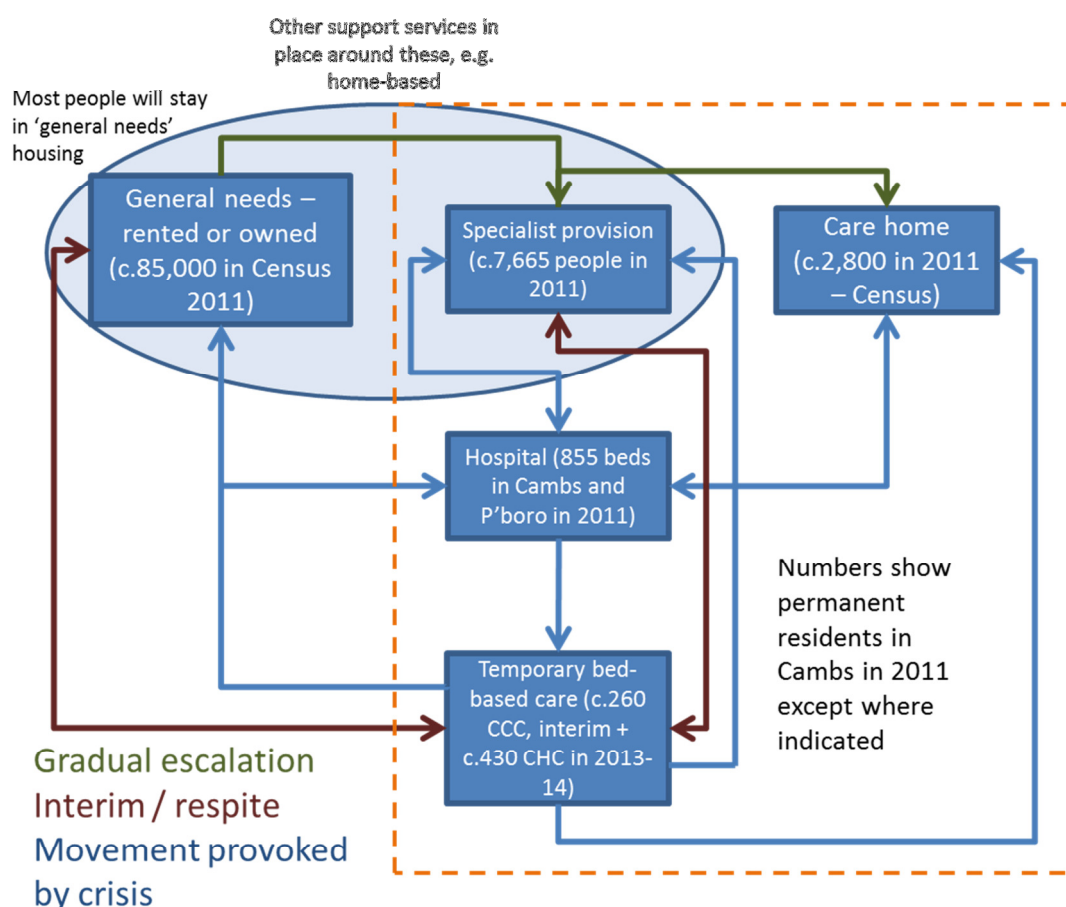 Other support services in
place around these, e.g.
home-based
Most people will stay
in ‘general needs’
housing
General needs –
rented or owned
(c.85,000 in Census
2011)
Specialist provision
(c.7,665 people in
2011)
Care home
(c.2,800 in 2011
– Census)
Hospital (855 beds
in Cambs and
P’boro in 2011)
Temporary bed-
based care (c.260
CCC, interim +
c.430 CHC in 2013-
14)
Numbers show
permanent
residents in
Cambs in 2011
except where
indicated
Gradual escalation
Interim / respite
Movement provoked
by crisis